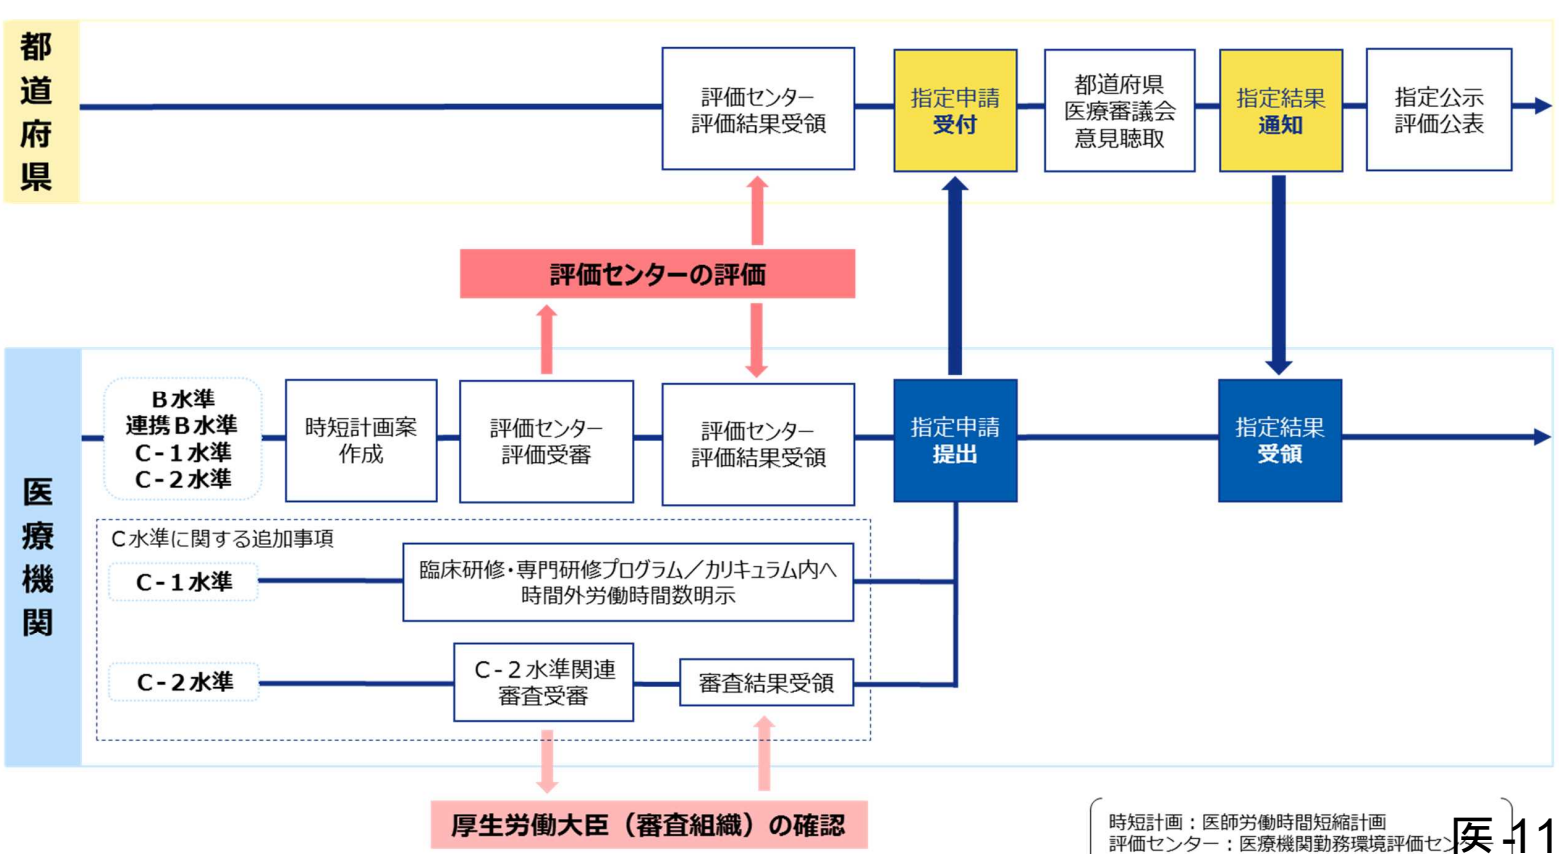 都道府県
評価センター
評価結果受領
指定申請
受付
都道府県
医療審議会
意見聴取
指定結果
通知
指定公示
評価公表
評価センターの評価
医療機関
B水準
連携B水準
C-1水準
C-2水準
時短計画案
作成
評価センター
評価受審
評価センター
評価結果受領
指定申請
提出
指定結果
受領
C水準に関する追加事項
C-1水準
臨床研修・専門研修プログラム/カリキュラム内へ
時間外労働時間数明示
C-2水準
C-2水準関連
審査受審
審査結果受領
厚生労働大臣（審査組織）の確認
時短計画：医師労働時間短縮計画
評価センター：医療機関勤務環境評価セン
医-11